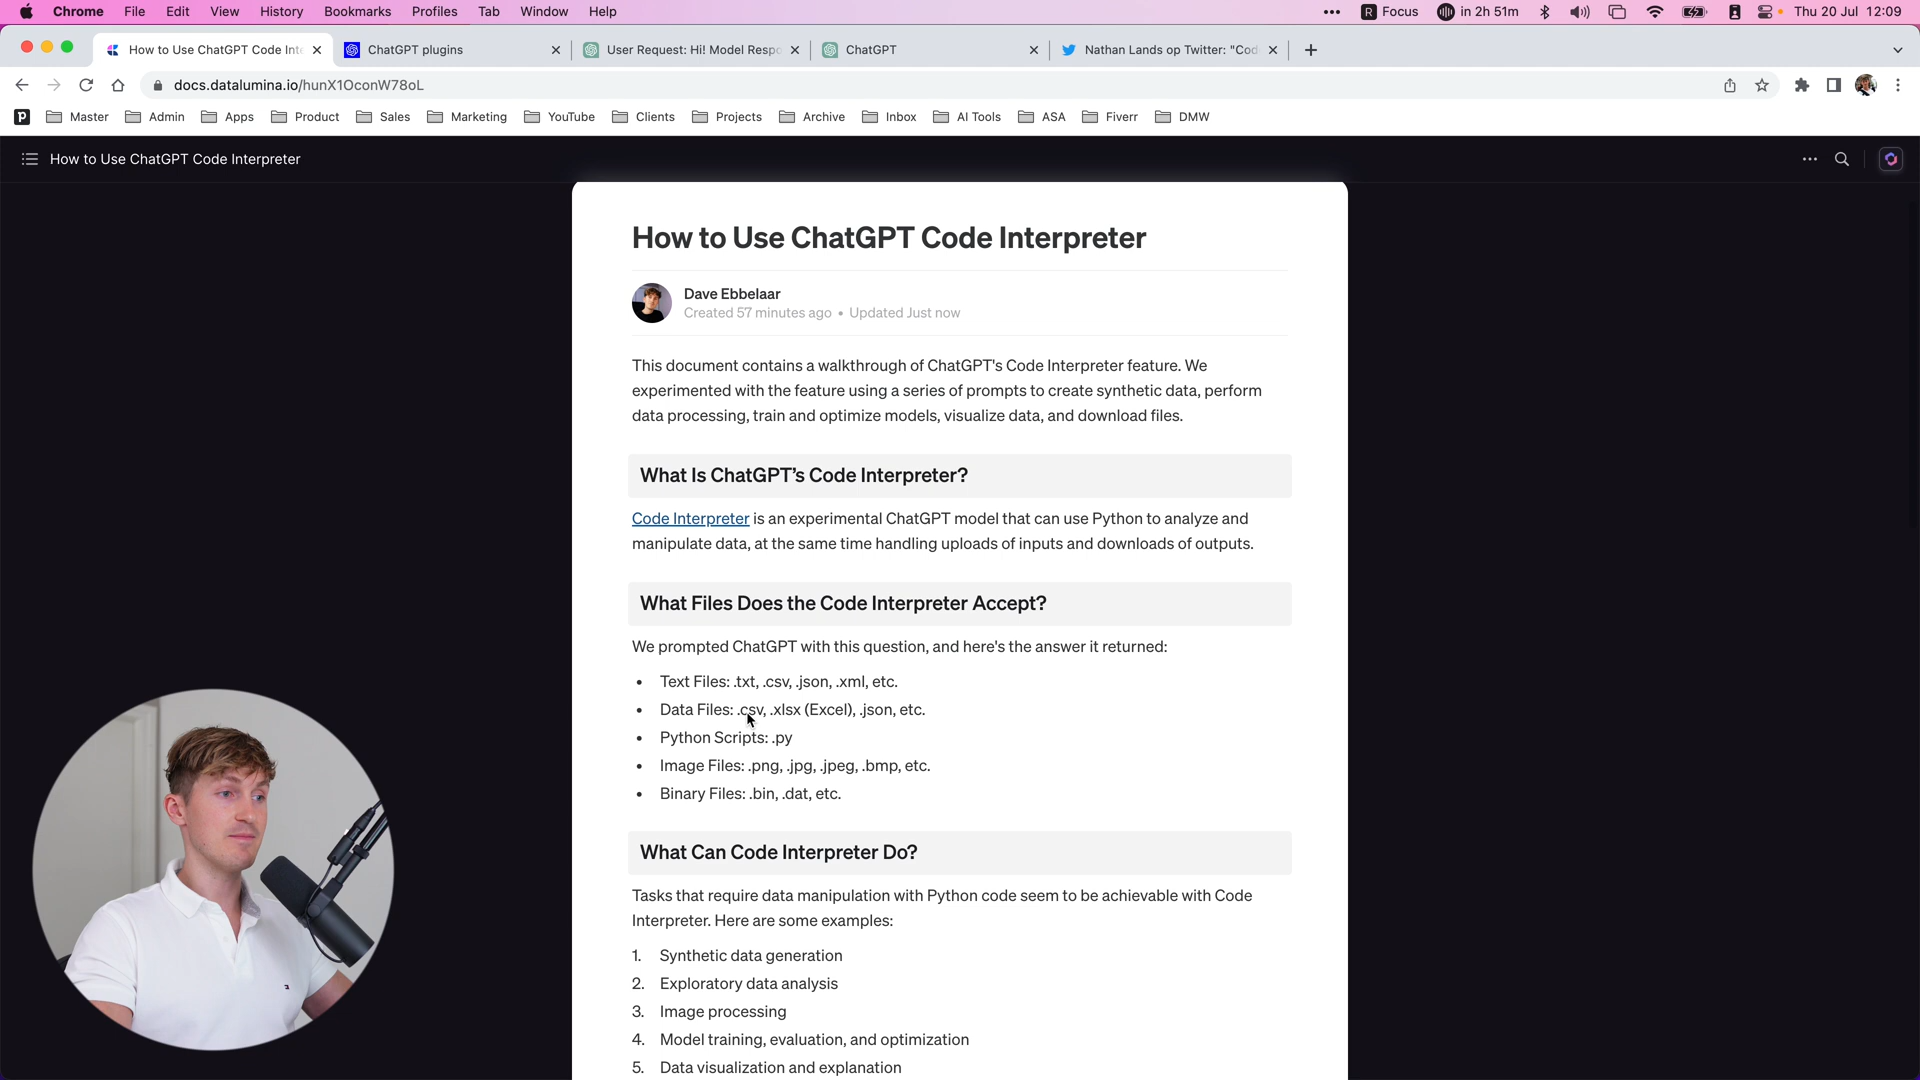 Chrome File Edit View History Bookmarks Profiles Tab Window Help
••• R Focus in 2h 51m Thu 20 Jul 12:09
How to Use ChatGPT Code Inte
ChatGPT plugins
User Request: Hi! Model Respo
ChatGPT
Nathan Lands op Twitter: "Cod
docs.datalumina.io/hunX1OconW78oL
P Master Admin Apps Product Sales Marketing YouTube Clients Projects Archive Inbox AI Tools ASA Fiverr DMW
How to Use ChatGPT Code Interpreter
How to Use ChatGPT Code Interpreter
Dave Ebbelaar
Created 57 minutes ago • Updated Just now
This document contains a walkthrough of ChatGPT's Code Interpreter feature. We
experimented with the feature using a series of prompts to create synthetic data, perform
data processing, train and optimize models, visualize data, and download files.
What Is ChatGPT’s Code Interpreter?
Code Interpreter is an experimental ChatGPT model that can use Python to analyze and
manipulate data, at the same time handling uploads of inputs and downloads of outputs.
What Files Does the Code Interpreter Accept?
We prompted ChatGPT with this question, and here's the answer it returned:
• Text Files: .txt, .csv, .json, .xml, etc.
• Data Files: .csv, .xlsx (Excel), .json, etc.
• Python Scripts: .py
• Image Files: .png, .jpg, .jpeg, .bmp, etc.
• Binary Files: .bin, .dat, etc.
What Can Code Interpreter Do?
Tasks that require data manipulation with Python code seem to be achievable with Code
Interpreter. Here are some examples:
1. Synthetic data generation
2. Exploratory data analysis
3. Image processing
4. Model training, evaluation, and optimization
5. Data visualization and explanation